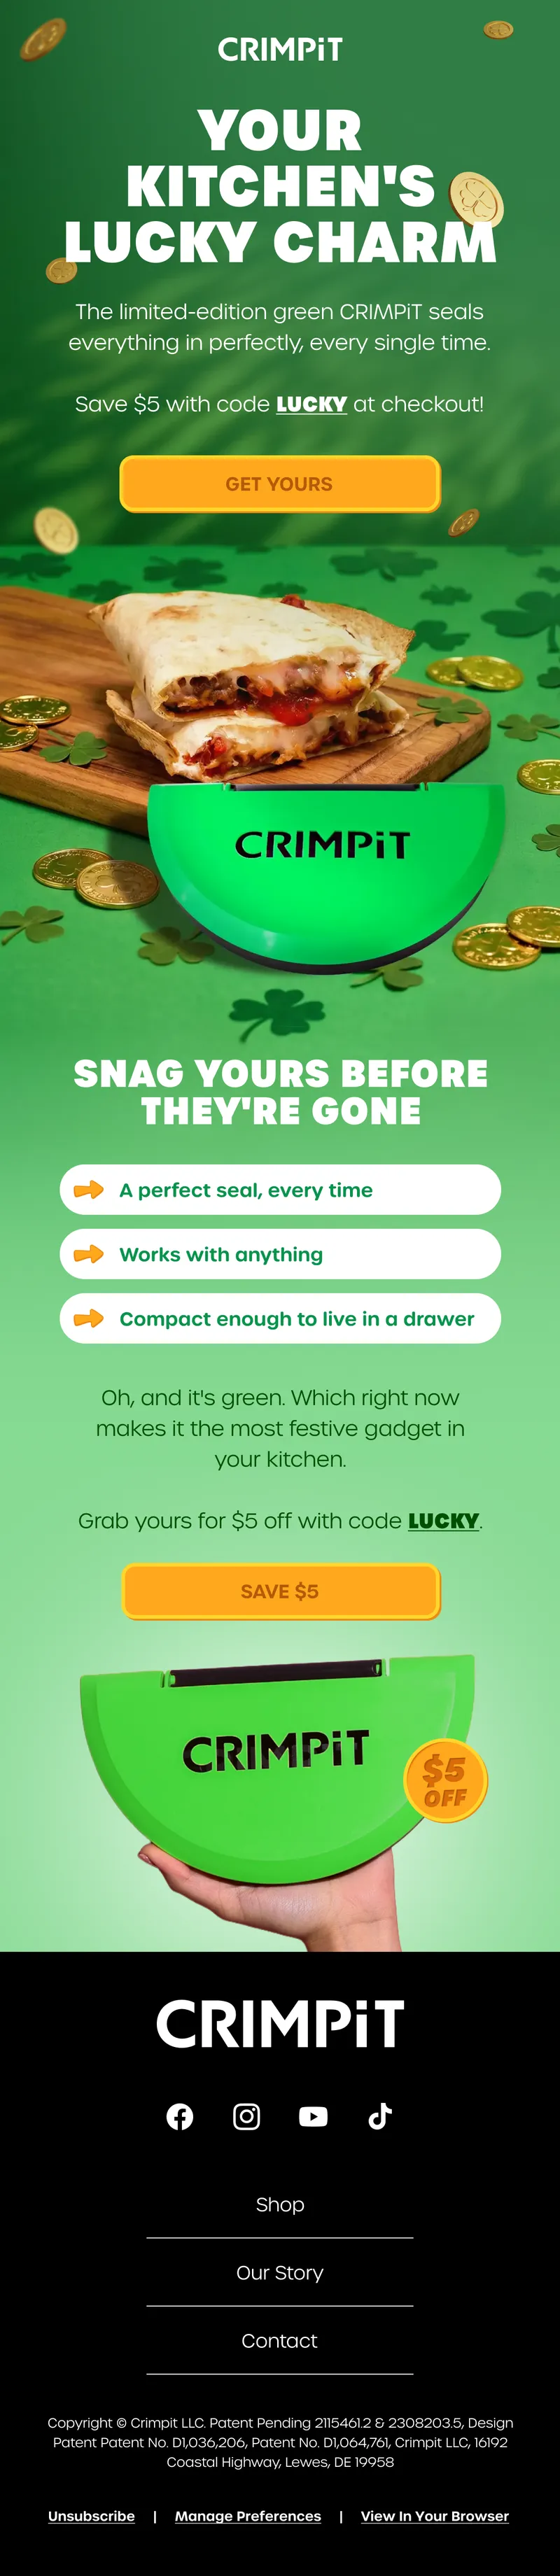 CRIMPiT
YOUR
KITCHEN'S
LUCKY CHARM
The limited-edition green CRIMPiT seals
everything in perfectly, every single time.
Save $5 with code LUCKY at checkout!
GET YOURS
CRIMPiT
SNAG YOURS BEFORE
THEY'RE GONE
A perfect seal, every time
Works with anything
Compact enough to live in a drawer
Oh, and it's green. Which right now
makes it the most festive gadget in
your kitchen.
Grab yours for $5 off with code LUCKY.
SAVE $5
CRIMPiT
$5
OFF
CRIMPiT
Shop
Our Story
Contact
Copyright © Crimpit LLC. Patent Pending 2115461.2 & 2308203.5, Design
Patent Patent No. D1,036,206, Patent No. D1,064,761, Crimpit LLC, 16192
Coastal Highway, Lewes, DE 19958
Unsubscribe | Manage Preferences | View In Your Browser